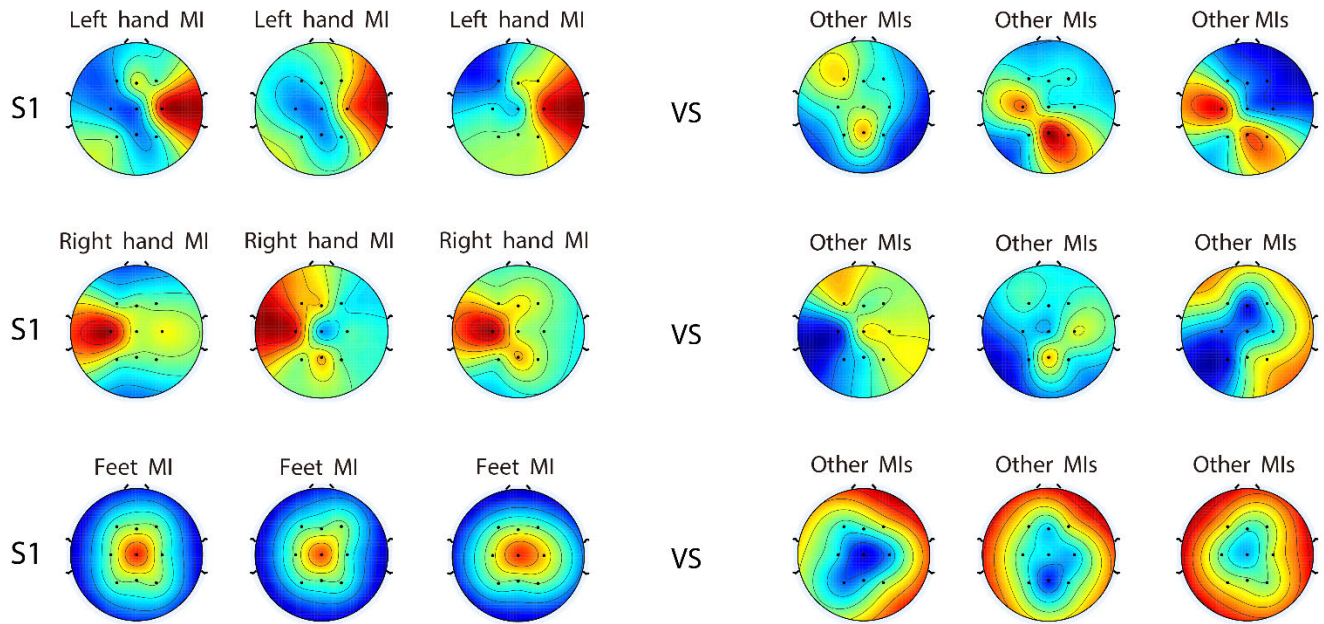 Left hand MI Left hand MI Left hand MI Other MIs Other MIs Other MIs
S1 VS
Right hand MI Right hand MI Right hand MI Other MIs Other MIs Other MIs
S1 VS
Feet MI Feet MI Feet MI Other MIs Other MIs Other MIs
S1 VS